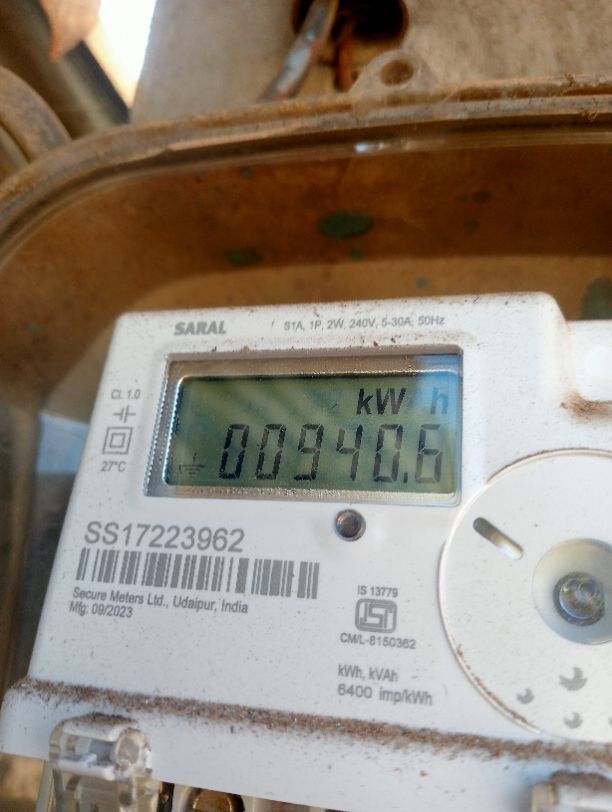 SARAL
S1A, 1P, 2W, 240V, 5-30A, 50Hz
Cl. 1.0
27°C
kW h
00940.6
SS17223962
Secure Meters Ltd., Udaipur, India
Mfg: 09/2023
IS 13779
ISI
CM/L-8150362
kWh, kVAh
6400 imp/kWh